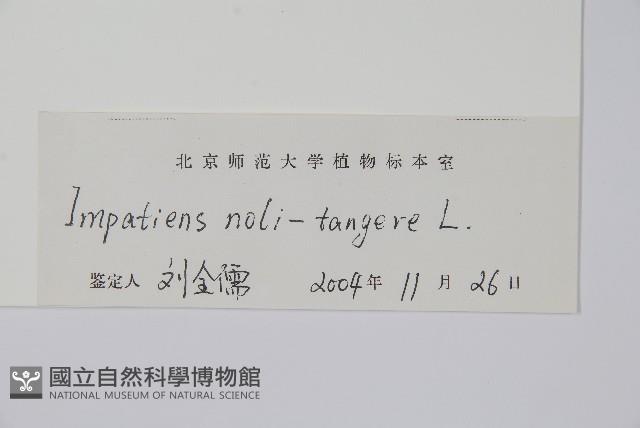 北京师范大学植物标本室
Impatiens noli-tangere L.
鉴定人 刘全儒 2004年 11 月 26 日
國立自然科學博物館
NATIONAL MUSEUM OF NATURAL SCIENCE